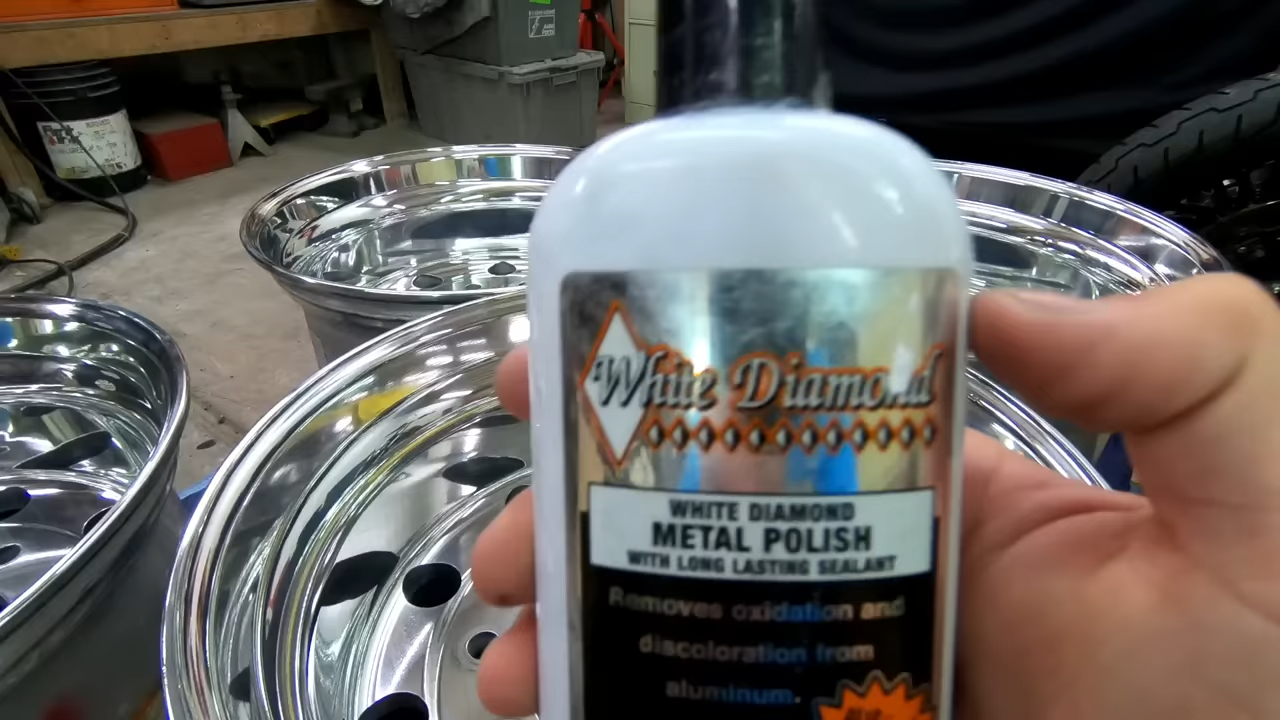 White Diamond
WHITE DIAMOND
METAL POLISH
WITH LONG LASTING SEALANT
Removes oxidation and
discoloration from
aluminum.